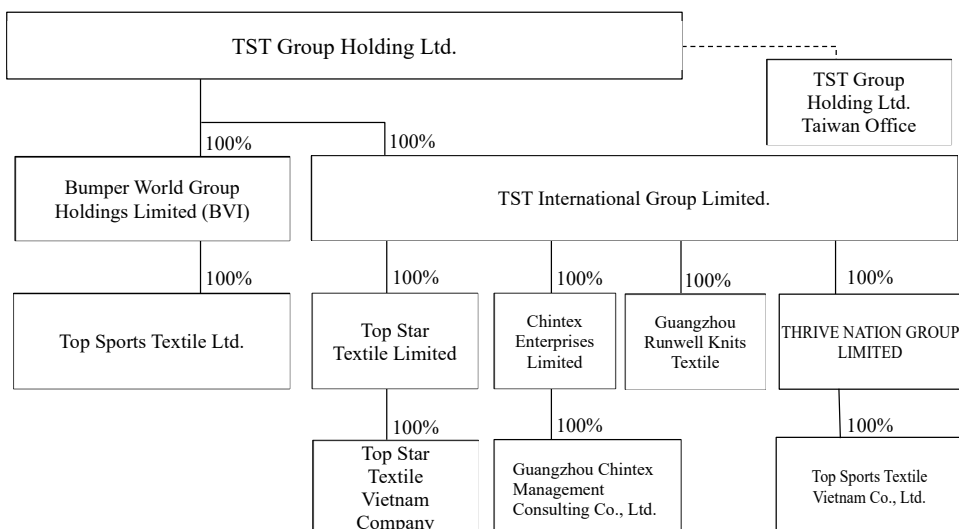 TST Group Holding Ltd.
TST Group
Holding Ltd.
Taiwan Office
100%
100%
Bumper World Group
Holdings Limited (BVI)
TST International Group Limited.
100%
100%
100%
100%
100%
Top Sports Textile Ltd.
Top Star
Textile Limited
Chintex
Enterprises
Limited
Guangzhou
Runwell Knits
Textile
THRIVE NATION GROUP
LIMITED
100%
100%
100%
Top Star
Textile
Vietnam
Company
Guangzhou Chintex
Management
Consulting Co., Ltd.
Top Sports Textile
Vietnam Co., Ltd.